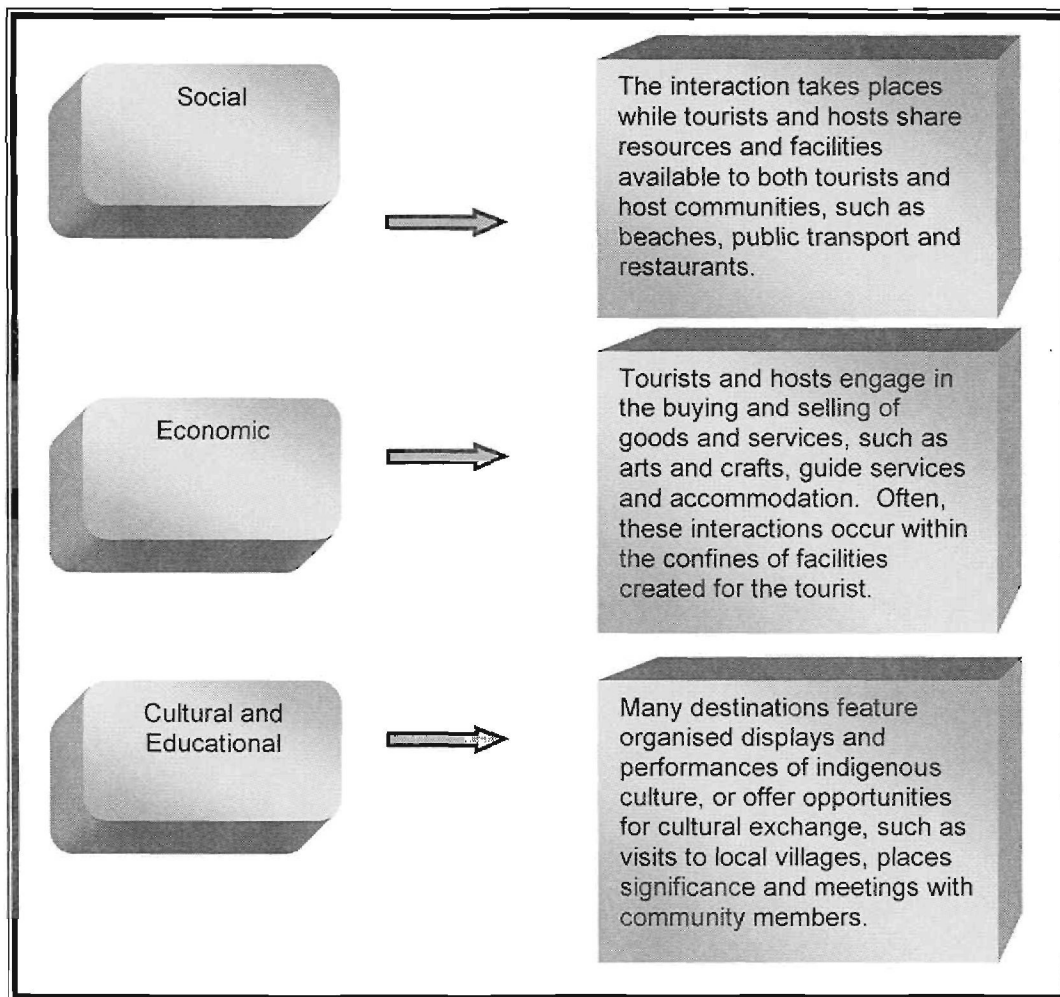 Social
The interaction takes places
while tourists and hosts share
resources and facilities
available to both tourists and
host communities, such as
beaches, public transport and
restaurants.
Economic
Tourists and hosts engage in
the buying and selling of
goods and services, such as
arts and crafts, guide services
and accommodation. Often,
these interactions occur within
the confines of facilities
created for the tourist.
Cultural and
Educational
Many destinations feature
organised displays and
performances of indigenous
culture, or offer opportunities
for cultural exchange, such as
visits to local villages, places
significance and meetings with
community members.